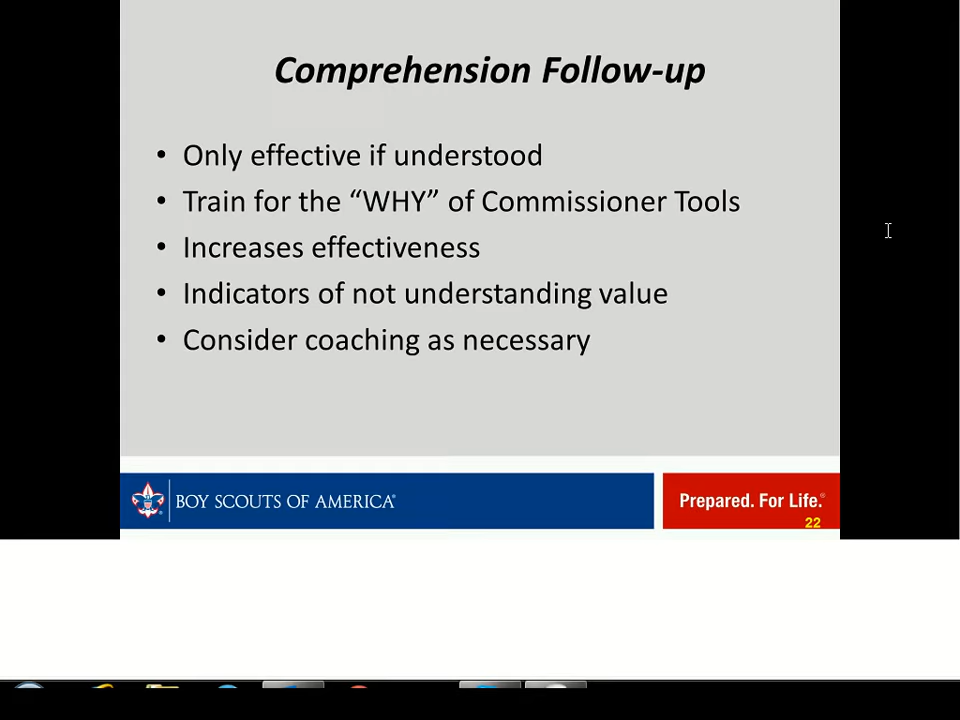 Comprehension Follow-up
• Only effective if understood
• Train for the “WHY” of Commissioner Tools
• Increases effectiveness
• Indicators of not understanding value
• Consider coaching as necessary
BOY SCOUTS OF AMERICA®
Prepared. For Life.®
22